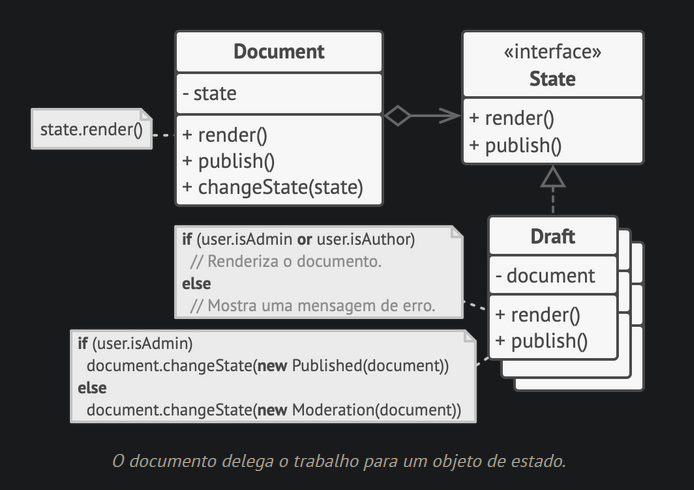 Document
- state
+ render()
+ publish()
+ changeState(state)
«interface»
State
+ render()
+ publish()
state.render()
Draft
- document
+ render()
+ publish()
if (user.isAdmin or user.isAuthor)
// Renderiza o documento.
else
// Mostra uma mensagem de erro.
if (user.isAdmin)
document.changeState(new Published(document))
else
document.changeState(new Moderation(document))
O documento delega o trabalho para um objeto de estado.